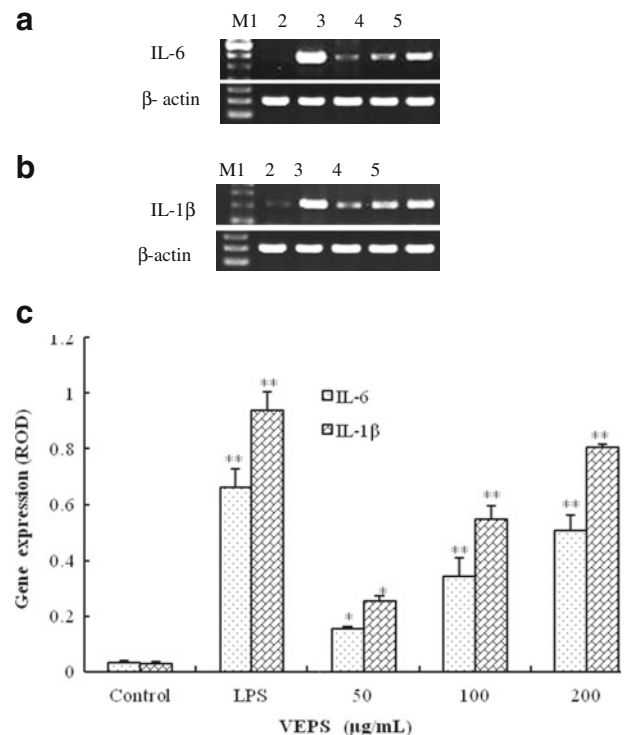 a
M1 2 3 4 5
IL-6
β- actin
b
M1 2 3 4 5
IL-1β
β-actin
c
1.2
1
0.8
0.6
0.4
0.2
0
Gene expression (ROD)
IL-6
IL-1β
** **
* *
** **
** **
Control LPS 50 100 200
VEPS (μg/mL)